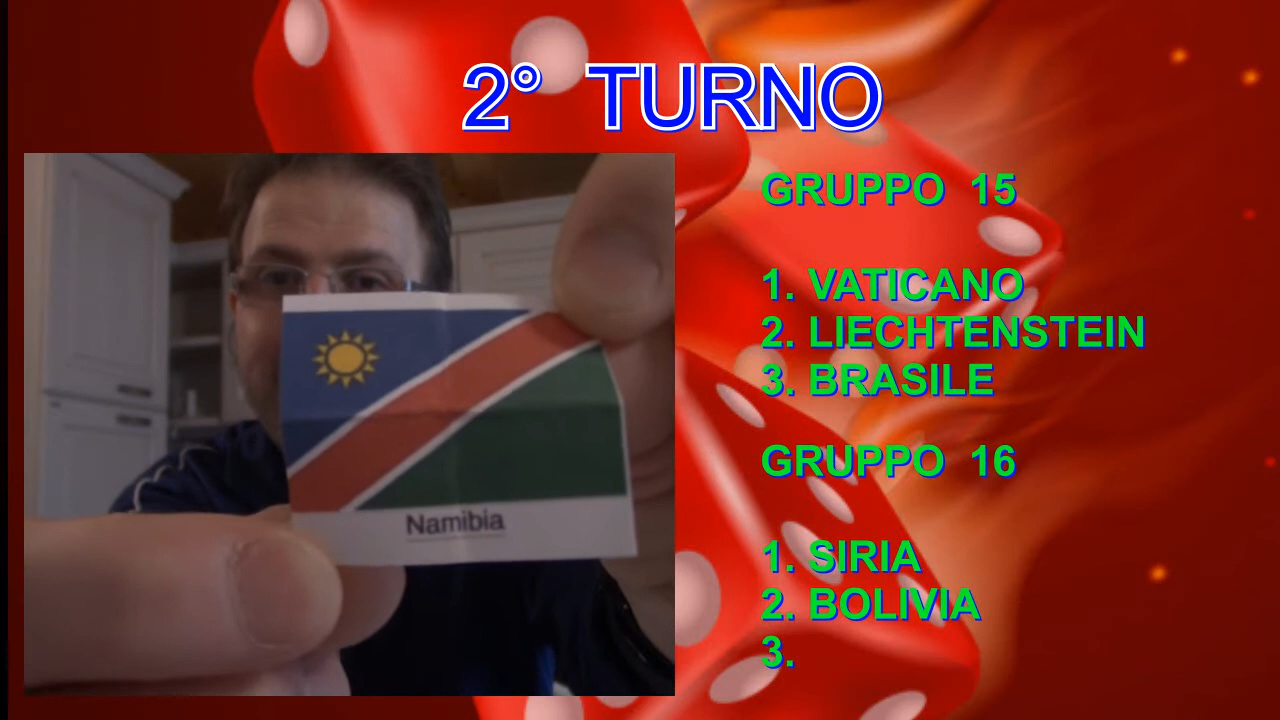 2° TURNO
GRUPPO 15
1. VATICANO
2. LIECHTENSTEIN
3. BRASILE
GRUPPO 16
1. SIRIA
2. BOLIVIA
3.
Namibia